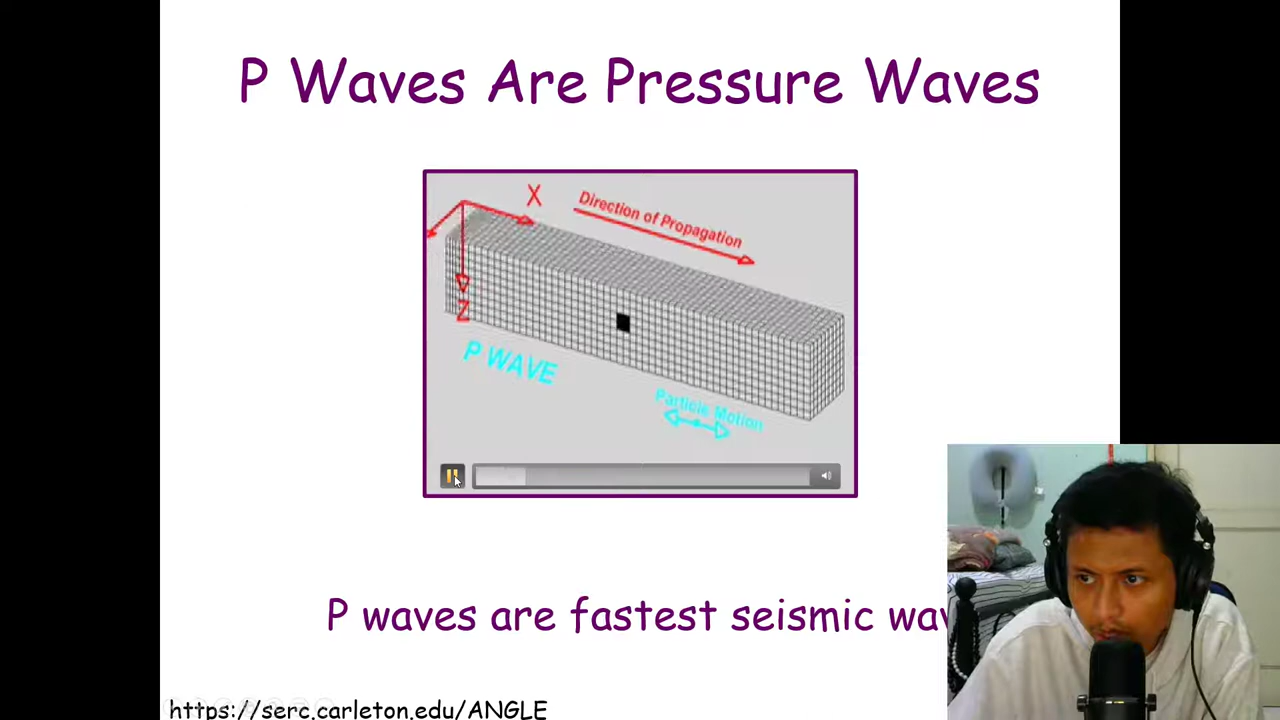 P Waves Are Pressure Waves
X
Direction of Propagation
Z
P WAVE
Particle Motion
P waves are fastest seismic
https://serc.carleton.edu/ANGLE